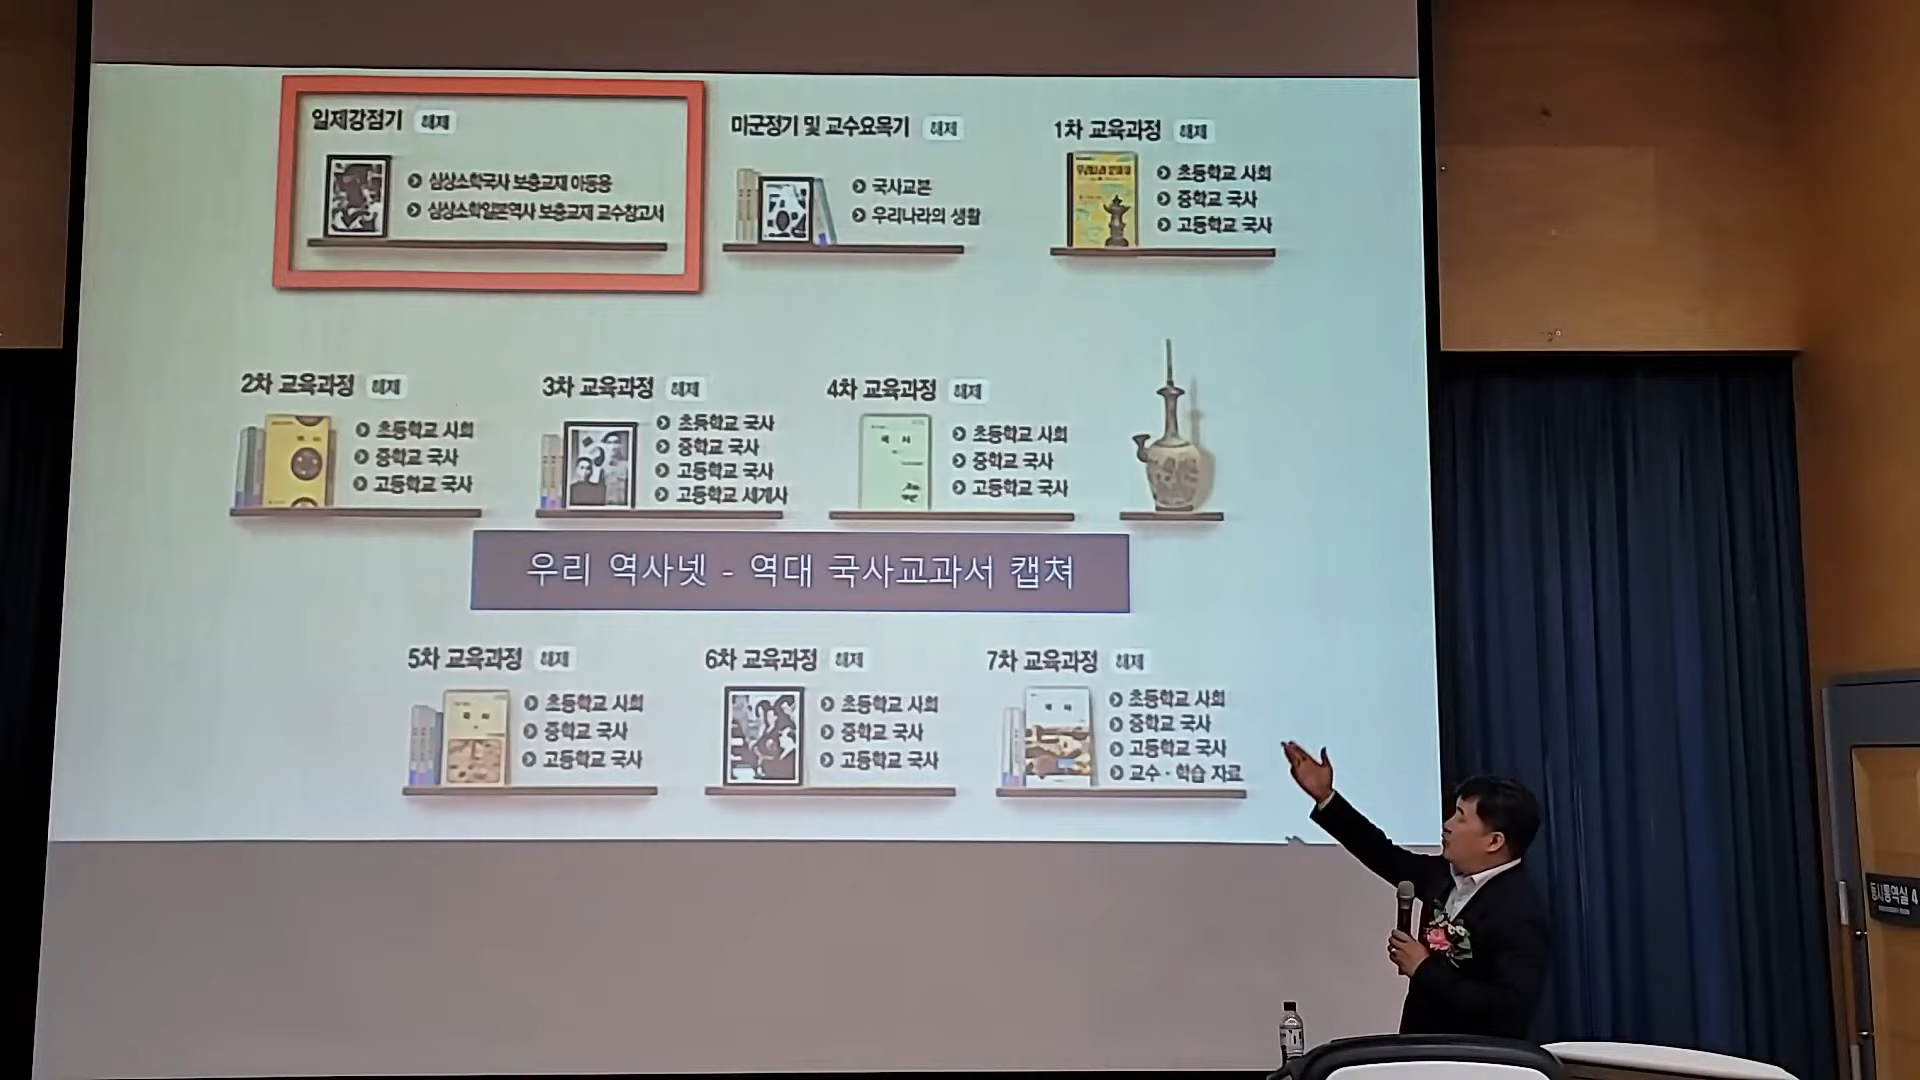 일제강점기 해제
심상소학국사 보충교재 아동용
심상소학일본역사 보충교재 교수참고서
미군정기 및 교수요목기 해제
국사교본
우리나라의 생활
1차 교육과정 해제
초등학교 사회
중학교 국사
고등학교 국사
2차 교육과정 해제
초등학교 사회
중학교 국사
고등학교 국사
3차 교육과정 해제
초등학교 국사
중학교 국사
고등학교 국사
고등학교 세계사
4차 교육과정 해제
국사
초등학교 사회
중학교 국사
고등학교 국사
우리 역사넷 - 역대 국사교과서 캡쳐
5차 교육과정 해제
국사
초등학교 사회
중학교 국사
고등학교 국사
6차 교육과정 해제
초등학교 사회
중학교 국사
고등학교 국사
7차 교육과정 해제
국사
초등학교 사회
중학교 국사
고등학교 국사
교수 · 학습 자료
동시통역실 4